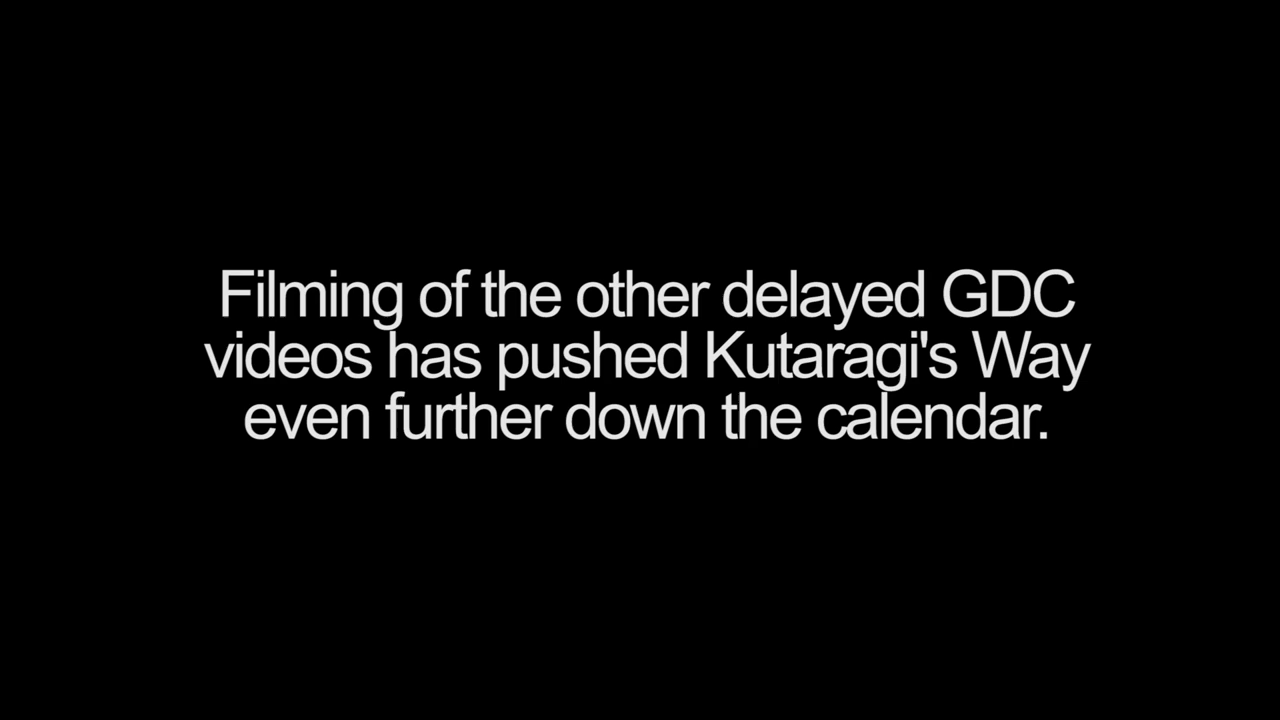 Filming of the other delayed GDC
videos has pushed Kutaragi's Way
even further down the calendar.